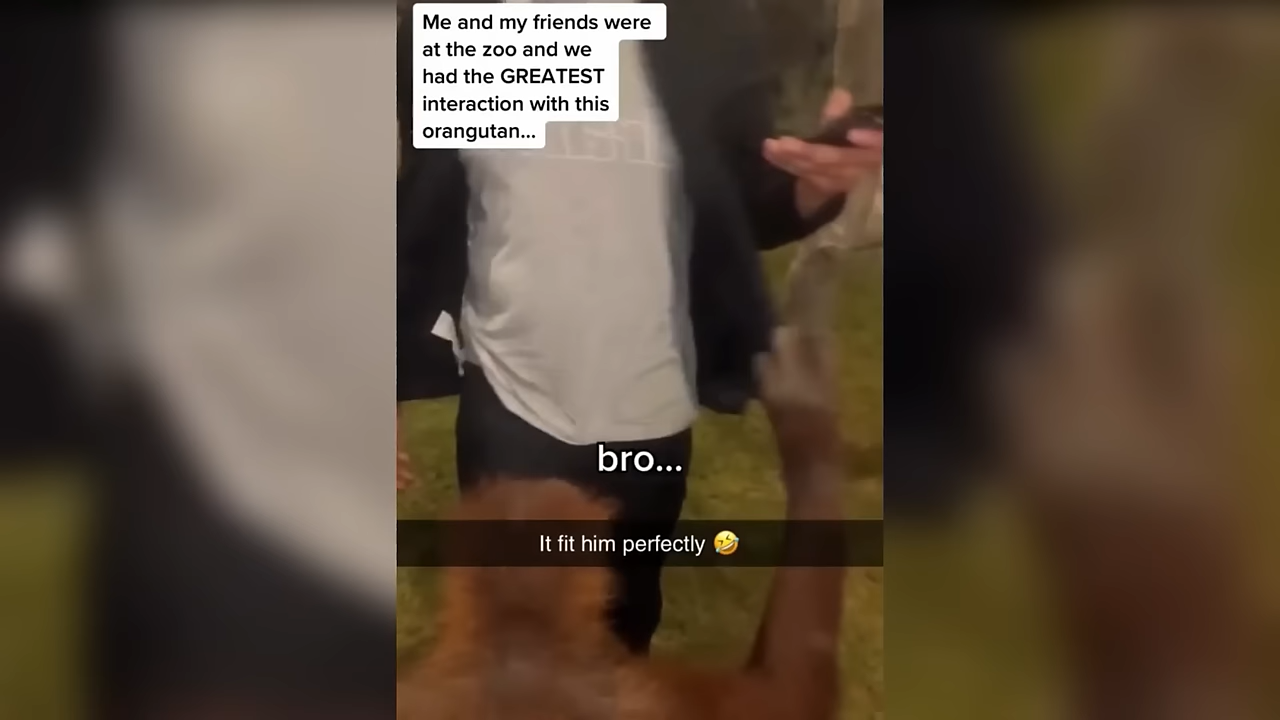 Me and my friends were
at the zoo and we
had the GREATEST
interaction with this
orangutan...
bro...
It fit him perfectly 🤣